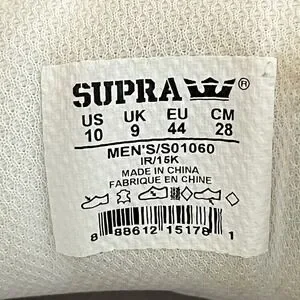 SUPRA ®
US UK EU CM
10 9 44 28
MEN'S/S01060
IR/15K
MADE IN CHINA
FABRIQUE EN CHINE
8 88612 15178 1